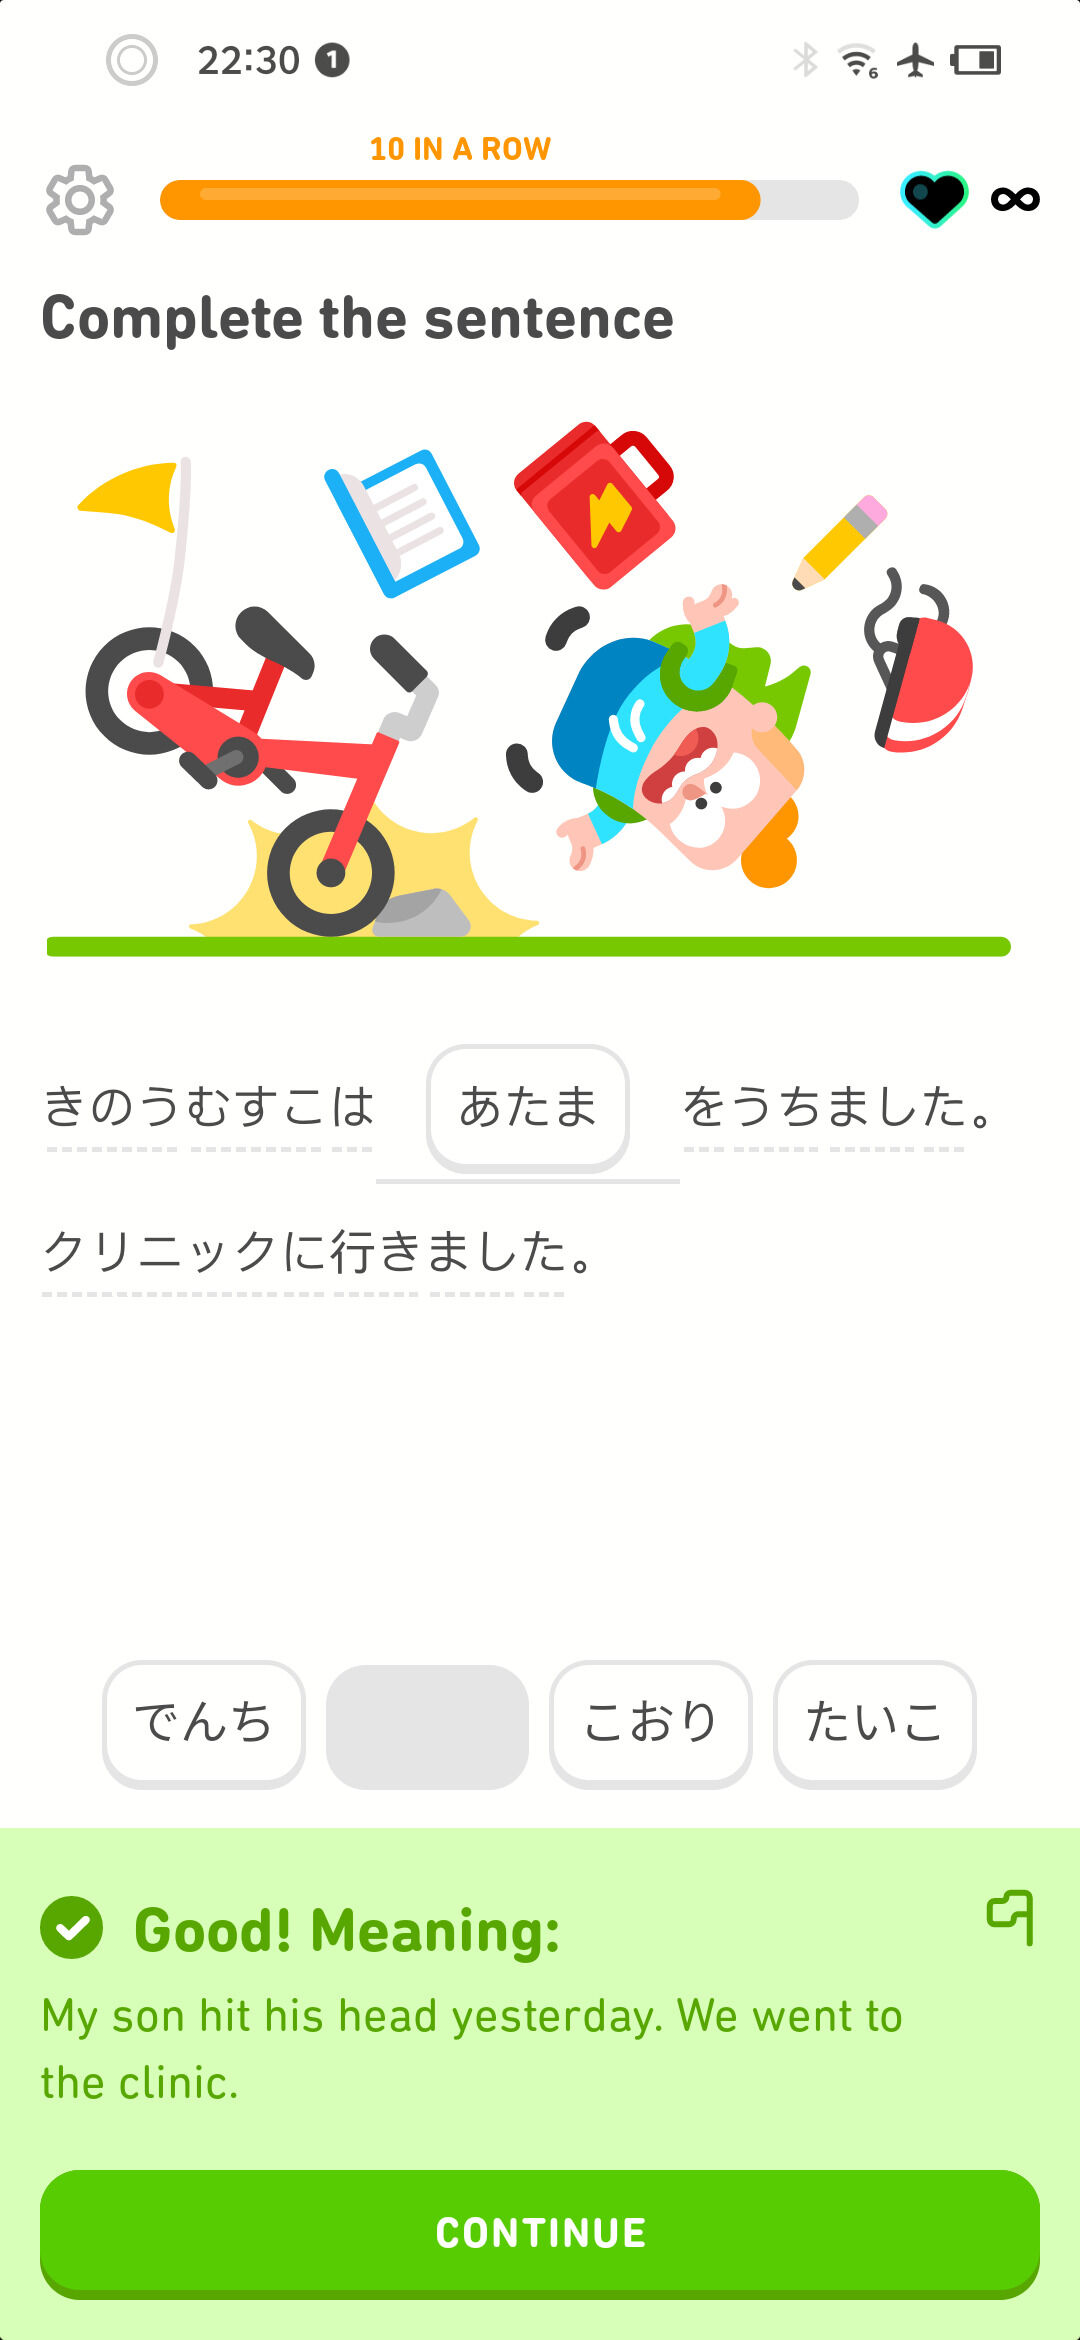 22:30 1
6
10 IN A ROW
Complete the sentence
きのうむすこは あたま をうちました。
クリニックに行きました。
でんち こおり たいこ
Good! Meaning:
My son hit his head yesterday. We went to
the clinic.
CONTINUE